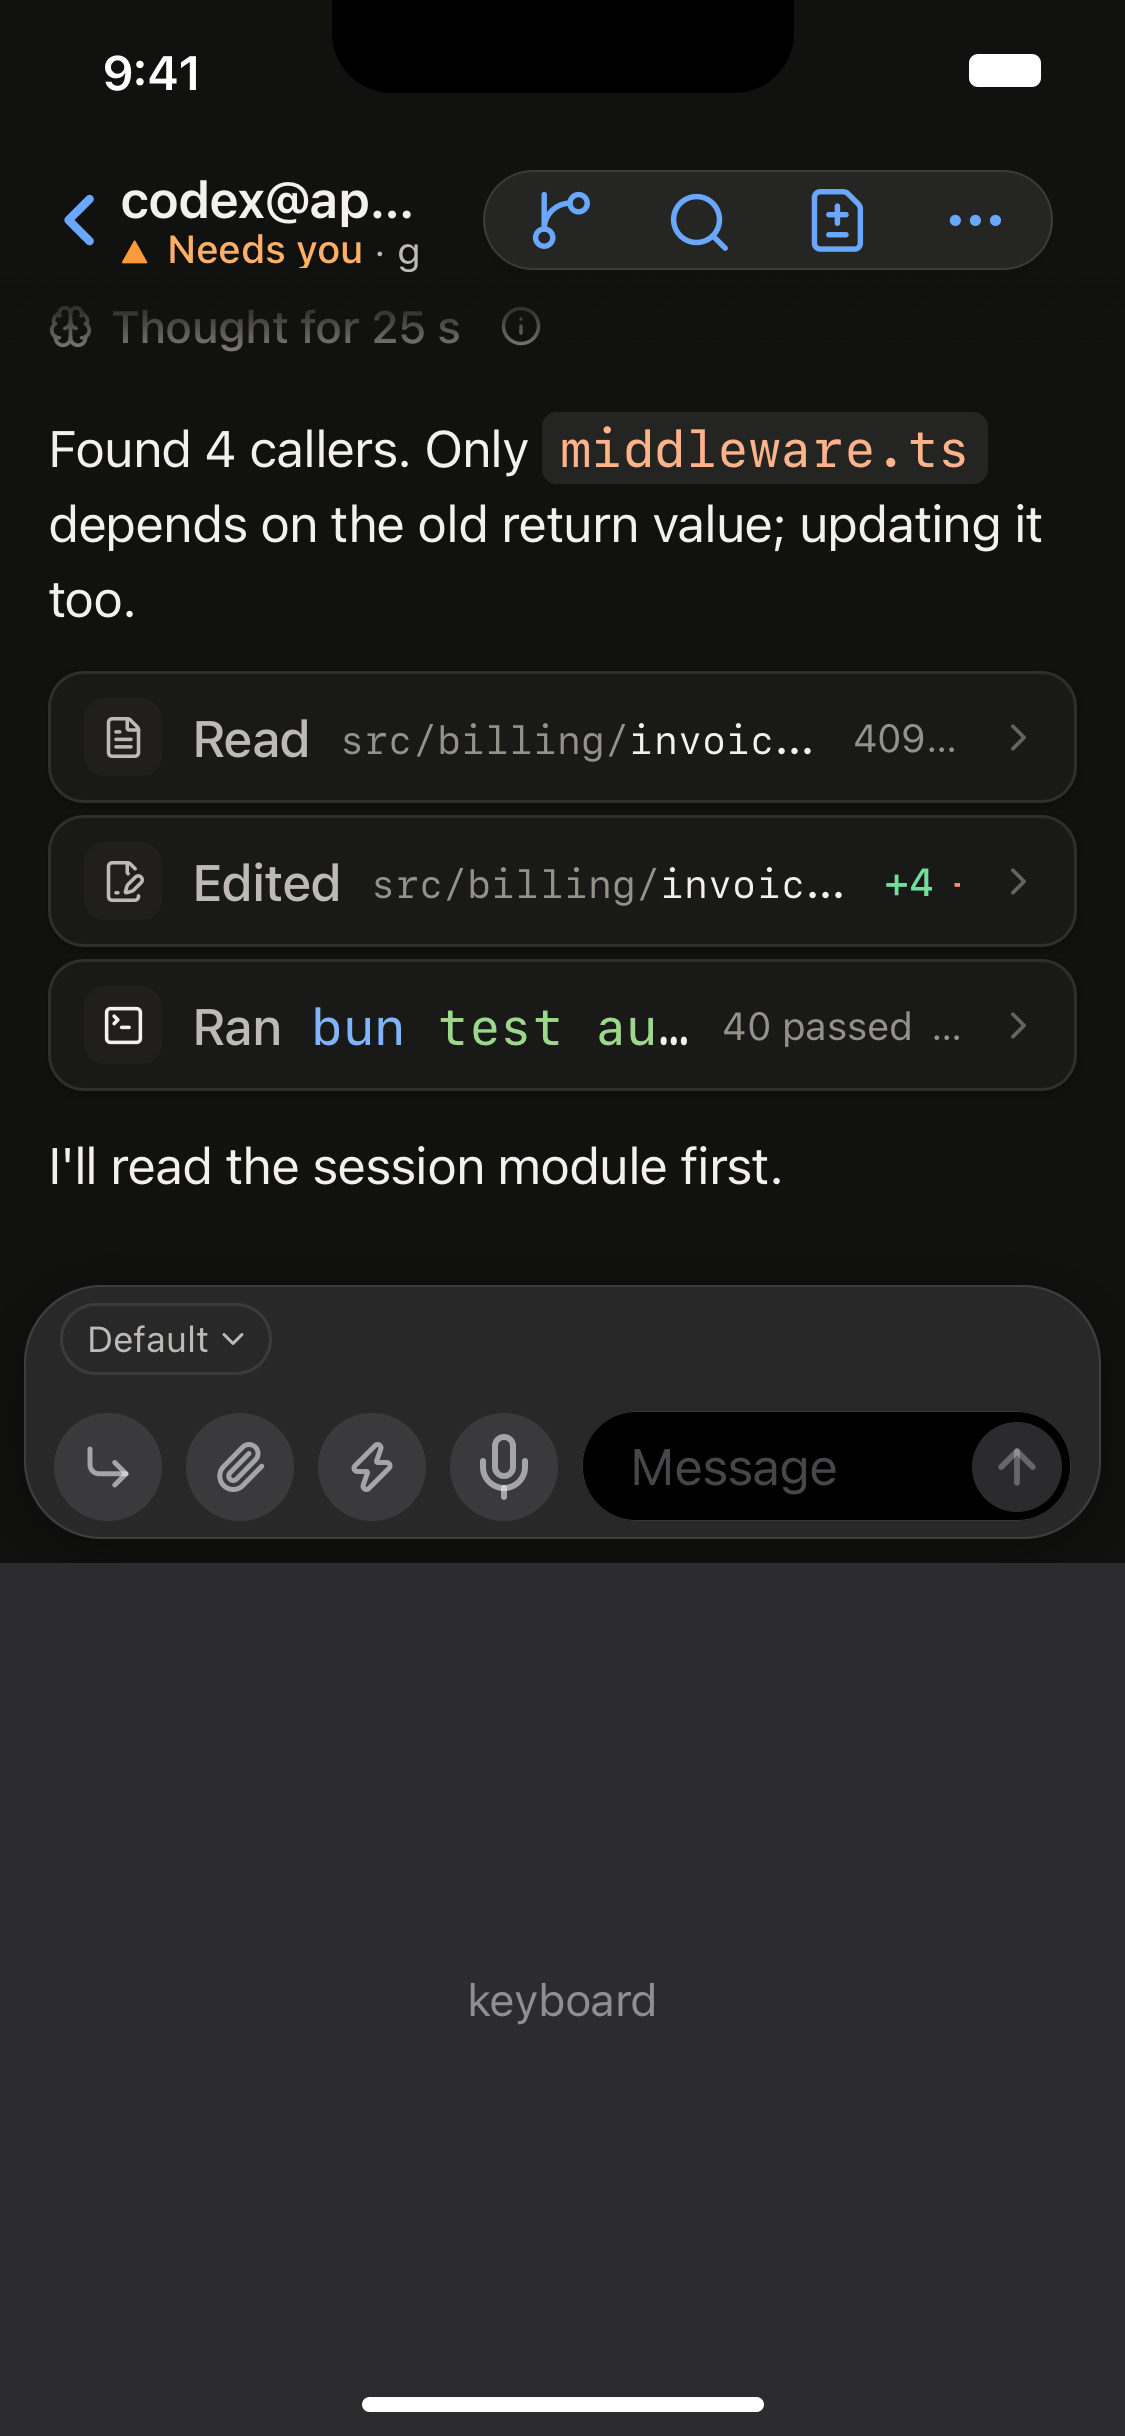 9:41
codex@ap...
Needs you · g
Thought for 25 s
Found 4 callers. Only middleware.ts
depends on the old return value; updating it
too.
Read src/billing/invoic... 409...
Edited src/billing/invoic... +4 -
Ran bun test au... 40 passed ...
I'll read the session module first.
Default
Message
keyboard